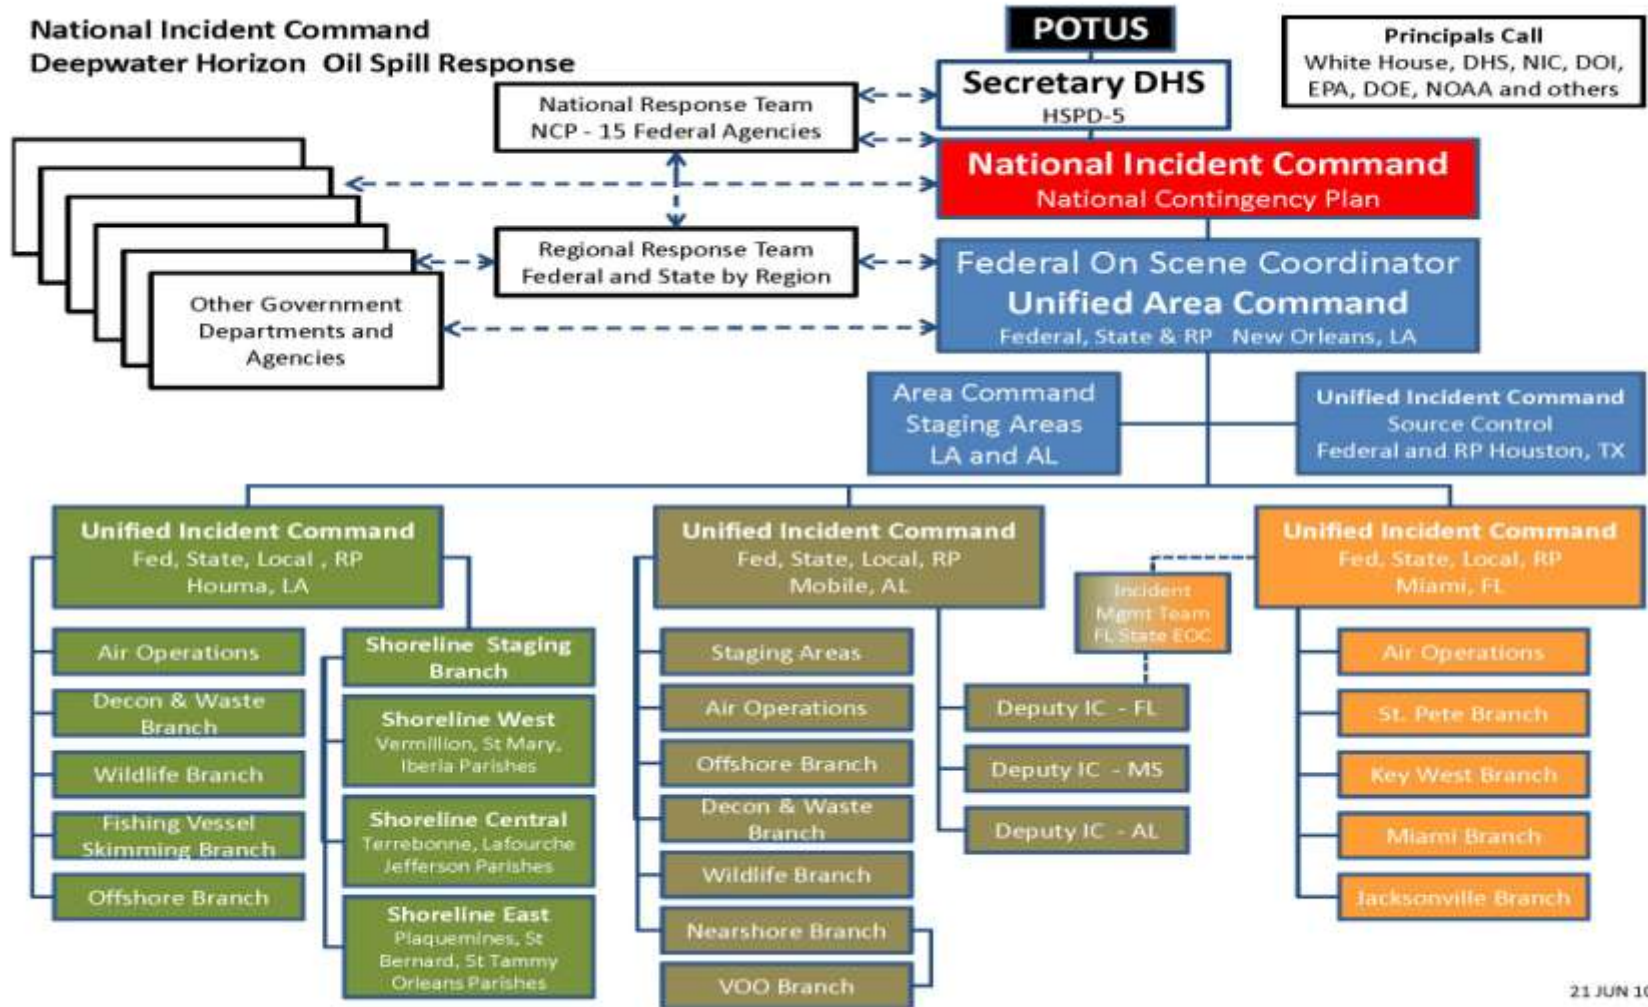 National Incident Command
Deepwater Horizon Oil Spill Response
POTUS
Secretary DHS
HSPD-5
Principals Call
White House, DHS, NIC, DOI,
EPA, DOE, NOAA and others
National Response Team
NCP - 15 Federal Agencies
National Incident Command
National Contingency Plan
Regional Response Team
Federal and State by Region
Federal On Scene Coordinator
Unified Area Command
Federal, State & RP New Orleans, LA
Other Government
Departments and
Agencies
Area Command
Staging Areas
LA and AL
Unified Incident Command
Source Control
Federal and RP Houston, TX
Unified Incident Command
Fed, State, Local , RP
Houma, LA
Air Operations
Decon & Waste
Branch
Wildlife Branch
Fishing Vessel
Skimming Branch
Offshore Branch
Shoreline Staging
Branch
Shoreline West
Vermillion, St Mary,
Iberia Parishes
Shoreline Central
Terrebonne, Lafourche
Jefferson Parishes
Shoreline East
Plaquemines, St
Bernard, St Tammy
Orleans Parishes
Unified Incident Command
Fed, State, Local, RP
Mobile, AL
Staging Areas
Air Operations
Offshore Branch
Decon & Waste
Branch
Wildlife Branch
Nearshore Branch
VOO Branch
Deputy IC - FL
Deputy IC - MS
Deputy IC - AL
Incident
Mgmt Team
FL State EOC
Unified Incident Command
Fed, State, Local, RP
Miami, FL
Air Operations
St. Pete Branch
Key West Branch
Miami Branch
Jacksonville Branch
21 JUN 10